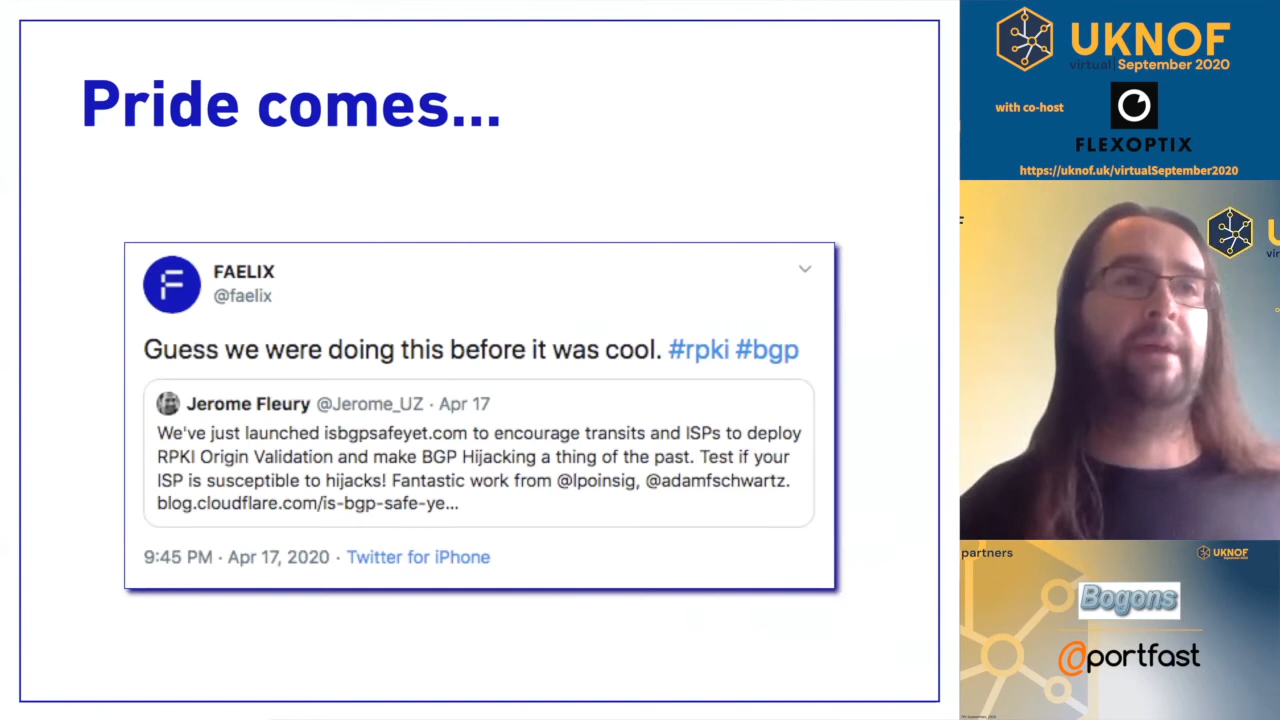 Pride comes...
FAELIX
@faelix
Guess we were doing this before it was cool. #rpki #bgp
Jerome Fleury @Jerome_UZ · Apr 17
We've just launched isbgpsafeyet.com to encourage transits and ISPs to deploy
RPKI Origin Validation and make BGP Hijacking a thing of the past. Test if your
ISP is susceptible to hijacks! Fantastic work from @lpoinsig, @adamfschwartz.
blog.cloudflare.com/is-bgp-safe-ye...
9:45 PM · Apr 17, 2020 · Twitter for iPhone
UKNOF
virtual September 2020
with co-host
FLEXOPTIX
https://uknof.uk/virtualSeptember2020
partners
UKNOF
Bogons
@portfast